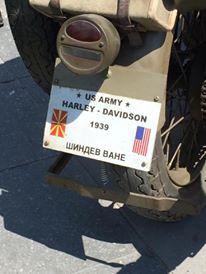 ★ US ARMY ★
HARLEY - DAVIDSON
1939
ШИНДЕВ ВАНЕ